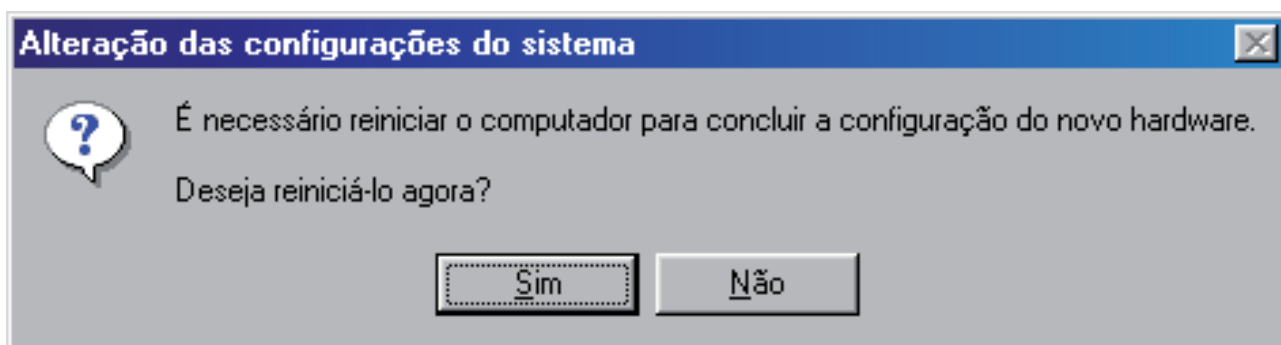 Alteração das configurações do sistema
É necessário reiniciar o computador para concluir a configuração do novo hardware.
Deseja reiniciá-lo agora?
Sim
Não